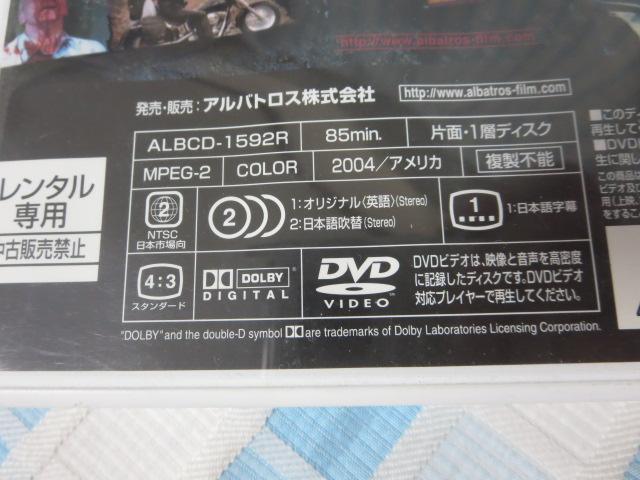 www.albatros-film.com
発売・販売:アルバトロス株式会社
http://www.albatros-film.com
ALBCD-1592R
85min.
片面・1層ディスク
MPEG-2
COLOR
2004/アメリカ
複製不能
レンタル
専用
中古販売禁止
2
NTSC
日本市場向
2
1:オリジナル〈英語〉(Stereo)
2:日本語吹替(Stereo)
1
1:日本語字幕
4:3
スタンダード
DOLBY
DIGITAL
DVD
VIDEO
DVDビデオは、映像と音声を高密度
に記録したディスクです。DVDビデオ
対応プレイヤーで再生してください。
"DOLBY" and the double-D symbol are trademarks of Dolby Laboratories Licensing Corporation.
■このディ
再生して
■DVD
生に関し
この商品